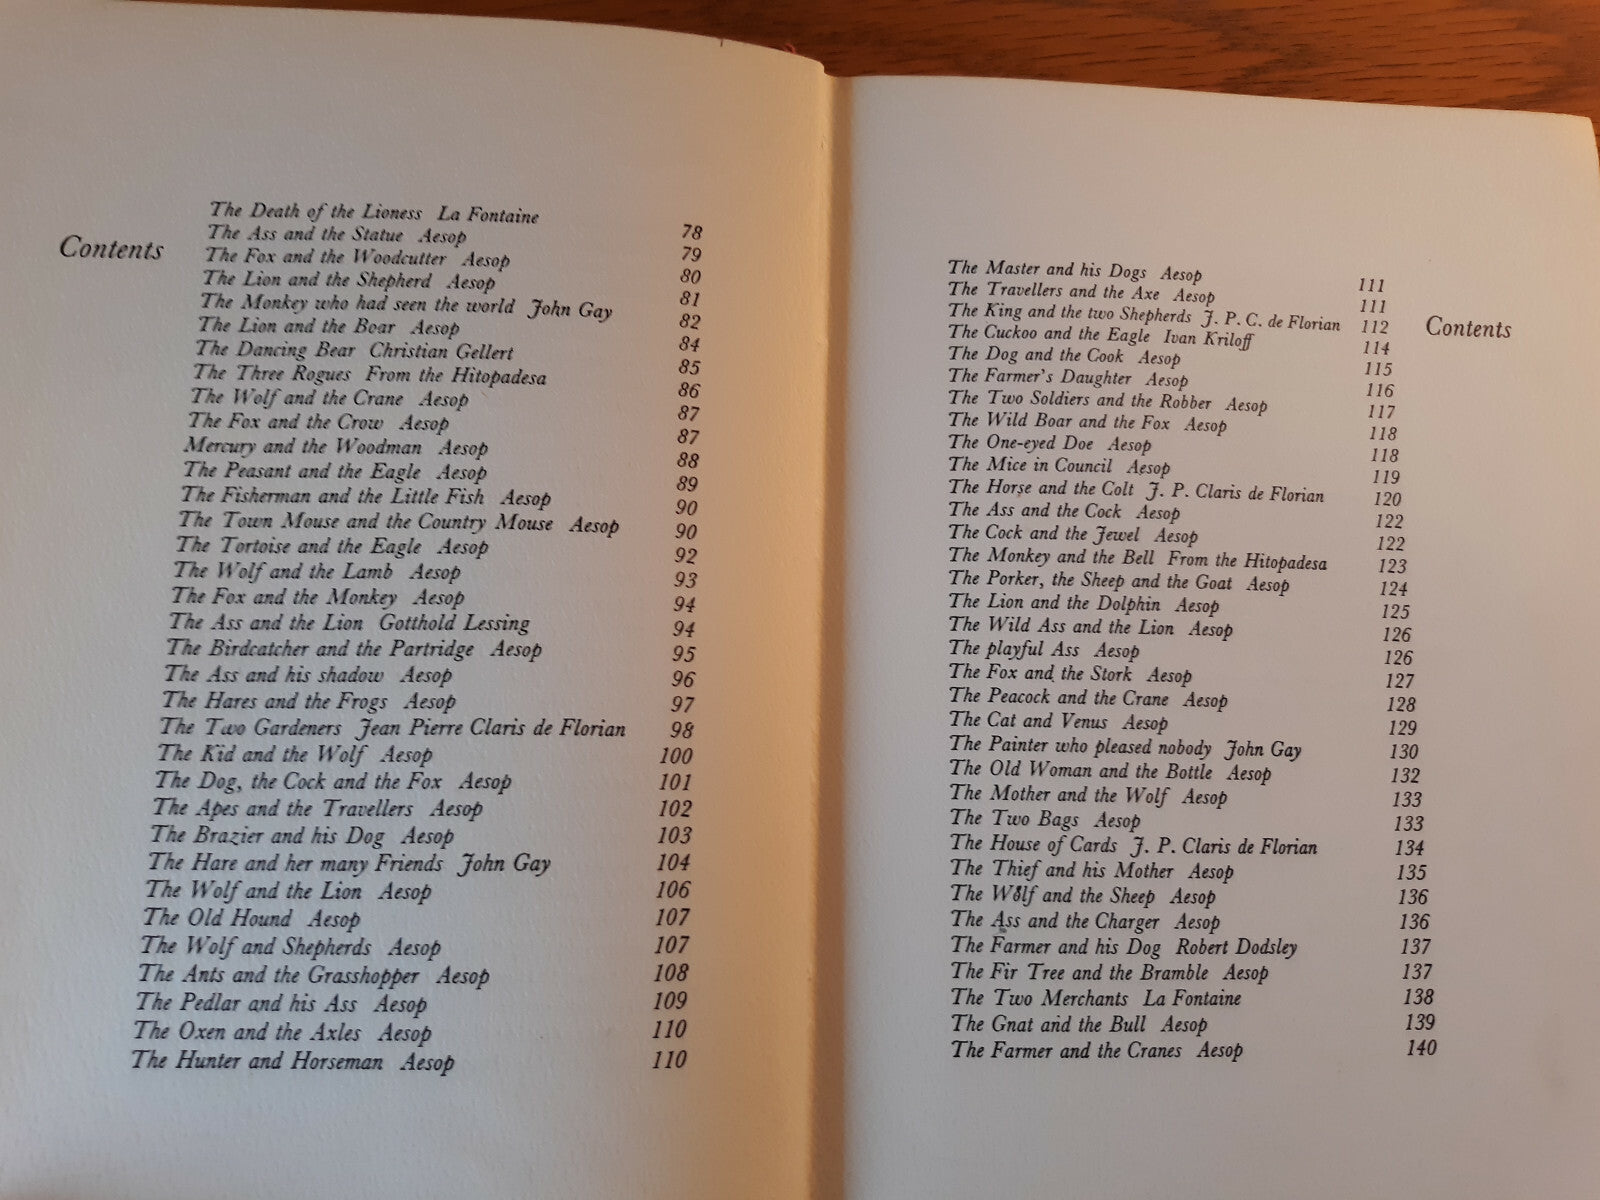 Contents
The Death of the Lioness La Fontaine 78
The Ass and the Statue Aesop 79
The Fox and the Woodcutter Aesop 80
The Lion and the Shepherd Aesop 81
The Monkey who had seen the world John Gay 82
The Lion and the Boar Aesop 84
The Dancing Bear Christian Gellert 85
The Three Rogues From the Hitopadesa 86
The Wolf and the Crane Aesop 87
The Fox and the Crow Aesop 87
Mercury and the Woodman Aesop 88
The Peasant and the Eagle Aesop 89
The Fisherman and the Little Fish Aesop 90
The Town Mouse and the Country Mouse Aesop 90
The Tortoise and the Eagle Aesop 92
The Wolf and the Lamb Aesop 93
The Fox and the Monkey Aesop 94
The Ass and the Lion Gotthold Lessing 94
The Birdcatcher and the Partridge Aesop 95
The Ass and his shadow Aesop 96
The Hares and the Frogs Aesop 97
The Two Gardeners Jean Pierre Claris de Florian 98
The Kid and the Wolf Aesop 100
The Dog, the Cock and the Fox Aesop 101
The Apes and the Travellers Aesop 102
The Brazier and his Dog Aesop 103
The Hare and her many Friends John Gay 104
The Wolf and the Lion Aesop 106
The Old Hound Aesop 107
The Wolf and Shepherds Aesop 107
The Ants and the Grasshopper Aesop 108
The Pedlar and his Ass Aesop 109
The Oxen and the Axles Aesop 110
The Hunter and Horseman Aesop 110
Contents
The Master and his Dogs Aesop 111
The Travellers and the Axe Aesop 111
The King and the two Shepherds J. P. C. de Florian 112
The Cuckoo and the Eagle Ivan Kriloff 114
The Dog and the Cook Aesop 115
The Farmer's Daughter Aesop 116
The Two Soldiers and the Robber Aesop 117
The Wild Boar and the Fox Aesop 118
The One-eyed Doe Aesop 118
The Mice in Council Aesop 119
The Horse and the Colt J. P. Claris de Florian 120
The Ass and the Cock Aesop 122
The Cock and the Jewel Aesop 122
The Monkey and the Bell From the Hitopadesa 123
The Porker, the Sheep and the Goat Aesop 124
The Lion and the Dolphin Aesop 125
The Wild Ass and the Lion Aesop 126
The playful Ass Aesop 126
The Fox and the Stork Aesop 127
The Peacock and the Crane Aesop 128
The Cat and Venus Aesop 129
The Painter who pleased nobody John Gay 130
The Old Woman and the Bottle Aesop 132
The Mother and the Wolf Aesop 133
The Two Bags Aesop 133
The House of Cards J. P. Claris de Florian 134
The Thief and his Mother Aesop 135
The Wolf and the Sheep Aesop 136
The Ass and the Charger Aesop 136
The Farmer and his Dog Robert Dodsley 137
The Fir Tree and the Bramble Aesop 137
The Two Merchants La Fontaine 138
The Gnat and the Bull Aesop 139
The Farmer and the Cranes Aesop 140